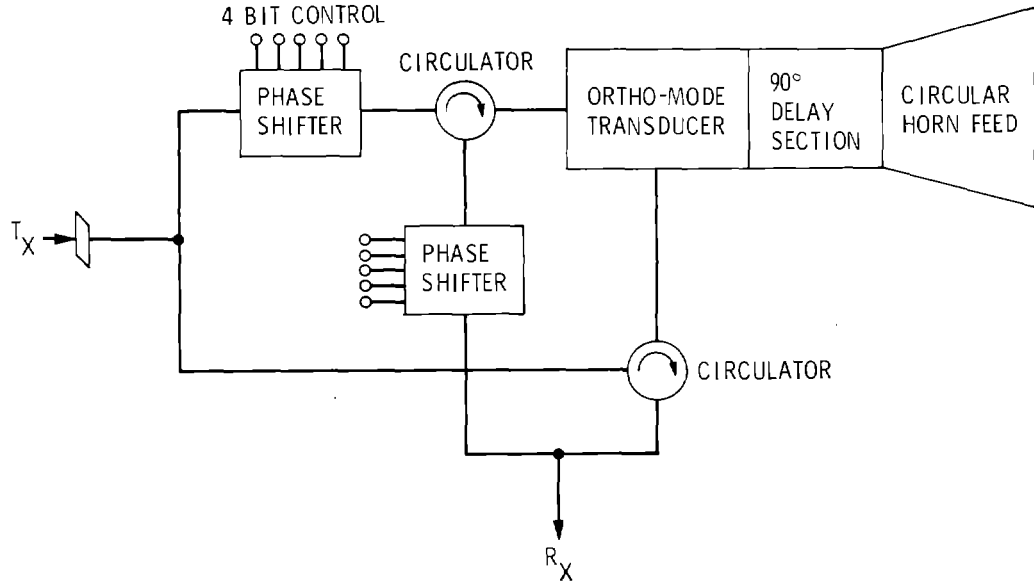 4 BIT CONTROL
CIRCULATOR
PHASE
SHIFTER
ORTHO-MODE
TRANSDUCER
90°
DELAY
SECTION
CIRCULAR
HORN FEED
TX
PHASE
SHIFTER
CIRCULATOR
RX